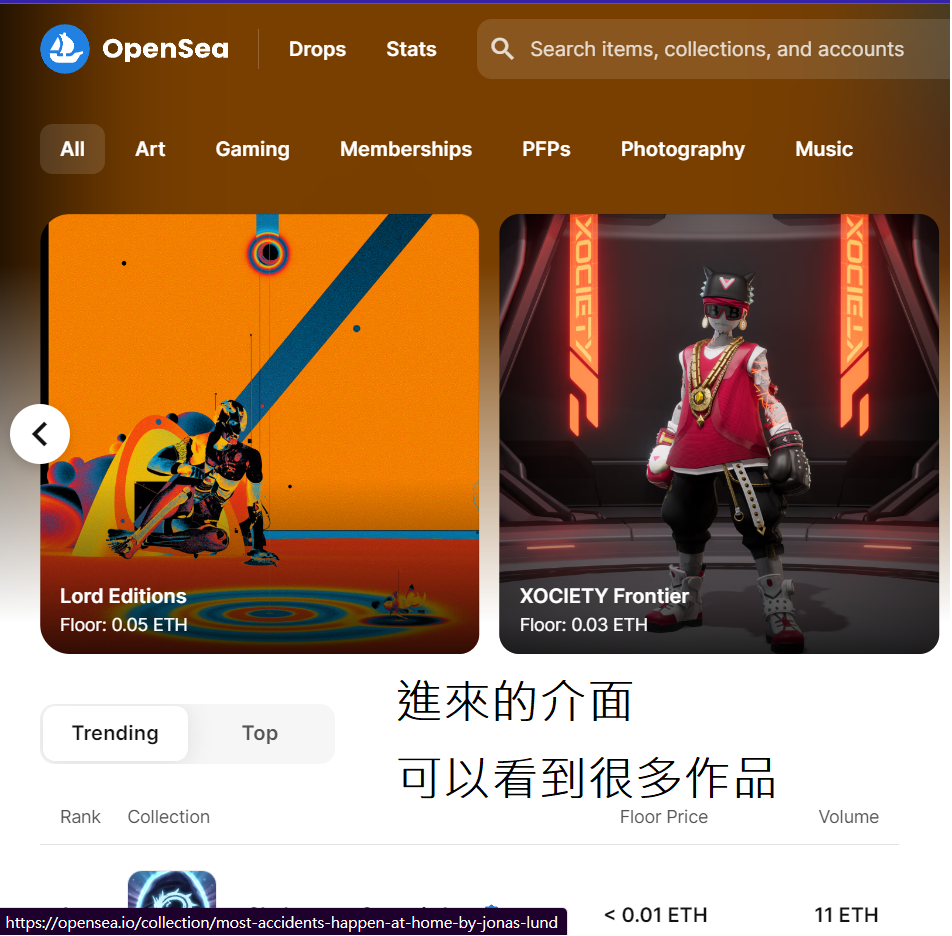 OpenSea
Drops
Stats
Search items, collections, and accounts
All
Art
Gaming
Memberships
PFPs
Photography
Music
XOCIETY
XOCIETY
Lord Editions
Floor: 0.05 ETH
XOCIETY Frontier
Floor: 0.03 ETH
進來的介面
可以看到很多作品
Trending
Top
Rank
Collection
Floor Price
Volume
< 0.01 ETH
11 ETH
https://opensea.io/collection/most-accidents-happen-at-home-by-jonas-lund